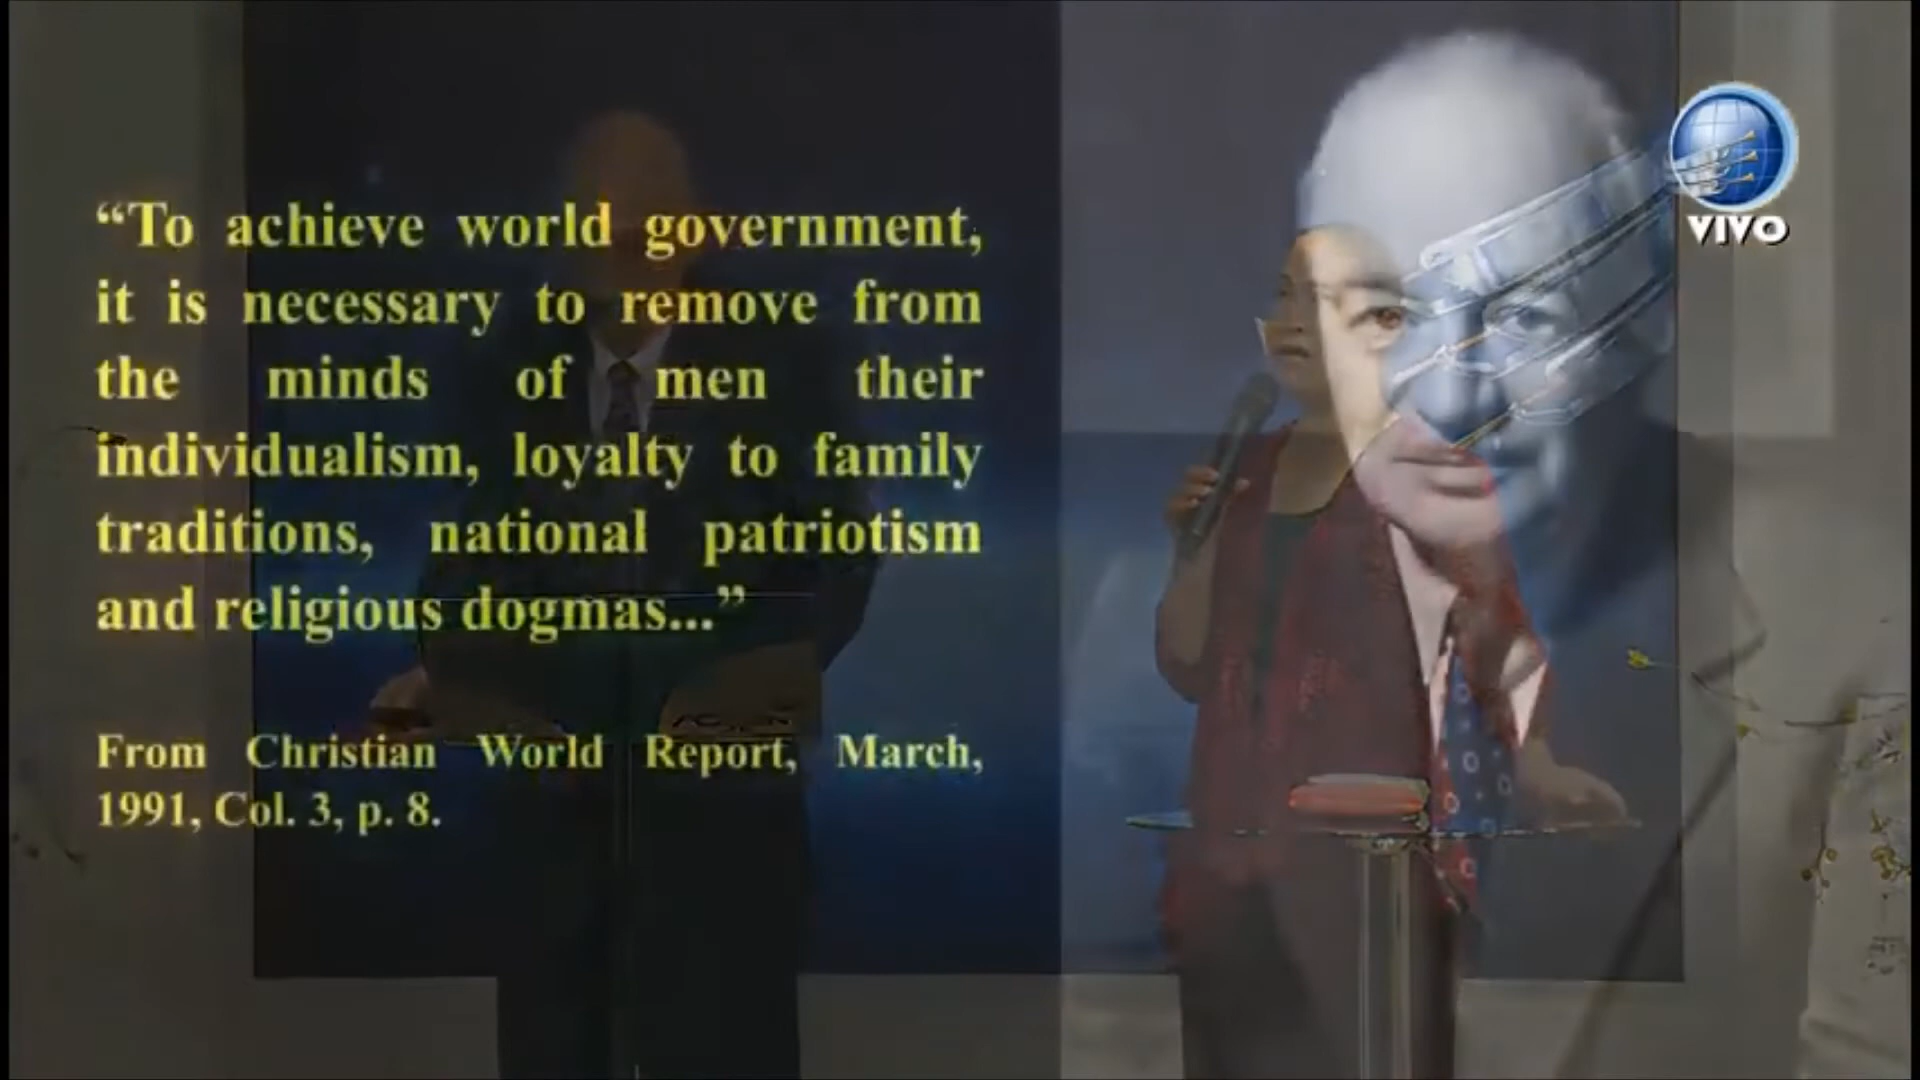 VIVO
“To achieve world government,
it is necessary to remove from
the minds of men their
individualism, loyalty to family
traditions, national patriotism
and religious dogmas...”
From Christian World Report, March,
1991, Col. 3, p. 8.